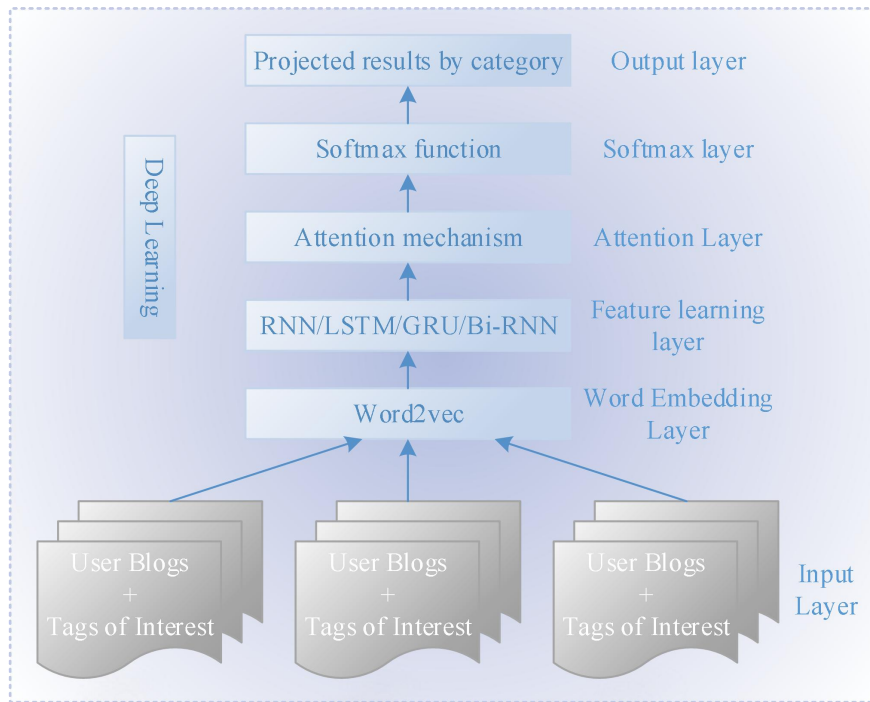 Projected results by category
Output layer
Softmax function
Softmax layer
Deep Learning
Attention mechanism
Attention Layer
RNN/LSTM/GRU/Bi-RNN
Feature learning
layer
Word2vec
Word Embedding
Layer
User Blogs
+
Tags of Interest
User Blogs
+
Tags of Interest
User Blogs
+
Tags of Interest
Input
Layer